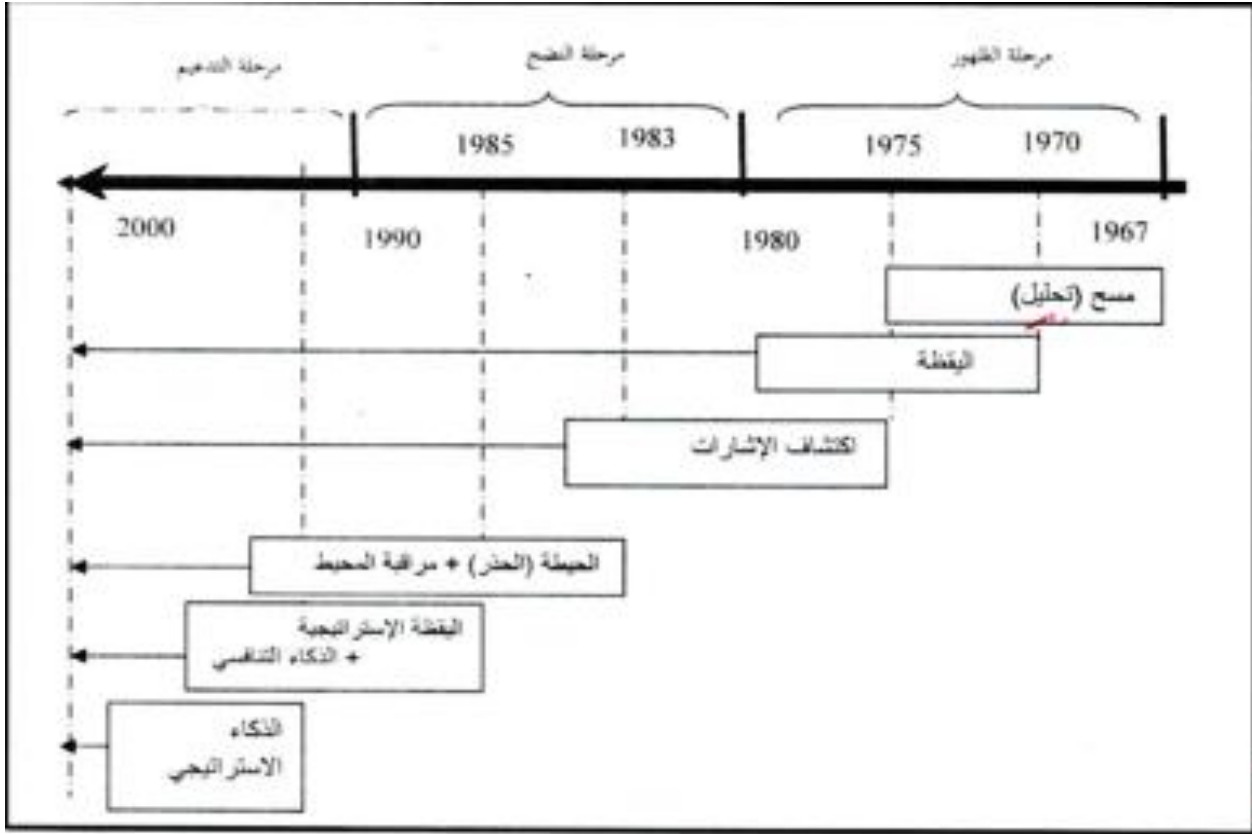 مرحلة الظهور
مرحلة النضج
مرحلة التدعيم
1970
1975
1983
1985
1967
1980
1990
2000
مسح (تحليل)
اليقظة
اكتشاف الإشارات
الحيطة (الحذر) + مراقبة المحيط
اليقظة الإستراتيجية
+ الذكاء التنافسي
الذكاء
الاستراتيجي